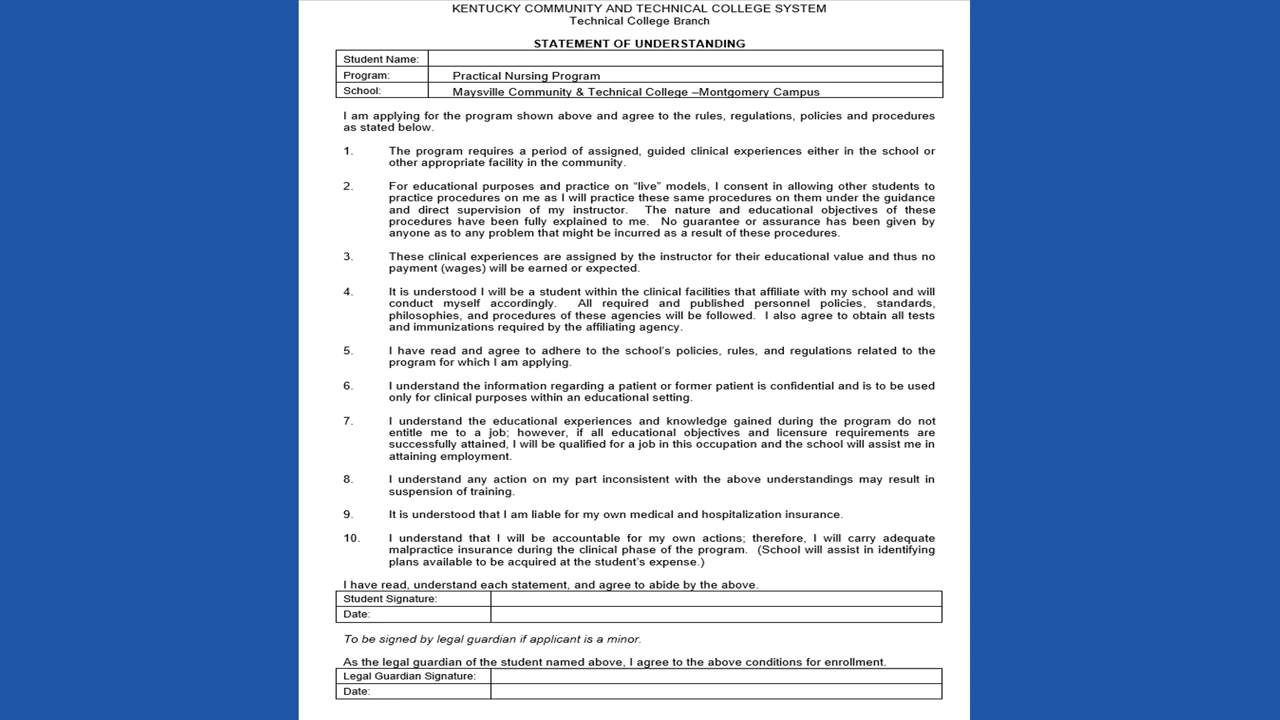 KENTUCKY COMMUNITY AND TECHNICAL COLLEGE SYSTEM
Technical College Branch
STATEMENT OF UNDERSTANDING
Student Name:
Program: Practical Nursing Program
School: Maysville Community & Technical College –Montgomery Campus
I am applying for the program shown above and agree to the rules, regulations, policies and procedures
as stated below.
1. The program requires a period of assigned, guided clinical experiences either in the school or
other appropriate facility in the community.
2. For educational purposes and practice on “live” models, I consent in allowing other students to
practice procedures on me as I will practice these same procedures on them under the guidance
and direct supervision of my instructor. The nature and educational objectives of these
procedures have been fully explained to me. No guarantee or assurance has been given by
anyone as to any problem that might be incurred as a result of these procedures.
3. These clinical experiences are assigned by the instructor for their educational value and thus no
payment (wages) will be earned or expected.
4. It is understood I will be a student within the clinical facilities that affiliate with my school and will
conduct myself accordingly. All required and published personnel policies, standards,
philosophies, and procedures of these agencies will be followed. I also agree to obtain all tests
and immunizations required by the affiliating agency.
5. I have read and agree to adhere to the school’s policies, rules, and regulations related to the
program for which I am applying.
6. I understand the information regarding a patient or former patient is confidential and is to be used
only for clinical purposes within an educational setting.
7. I understand the educational experiences and knowledge gained during the program do not
entitle me to a job; however, if all educational objectives and licensure requirements are
successfully attained, I will be qualified for a job in this occupation and the school will assist me in
attaining employment.
8. I understand any action on my part inconsistent with the above understandings may result in
suspension of training.
9. It is understood that I am liable for my own medical and hospitalization insurance.
10. I understand that I will be accountable for my own actions; therefore, I will carry adequate
malpractice insurance during the clinical phase of the program. (School will assist in identifying
plans available to be acquired at the student’s expense.)
I have read, understand each statement, and agree to abide by the above.
Student Signature:
Date:
To be signed by legal guardian if applicant is a minor.
As the legal guardian of the student named above, I agree to the above conditions for enrollment.
Legal Guardian Signature:
Date: